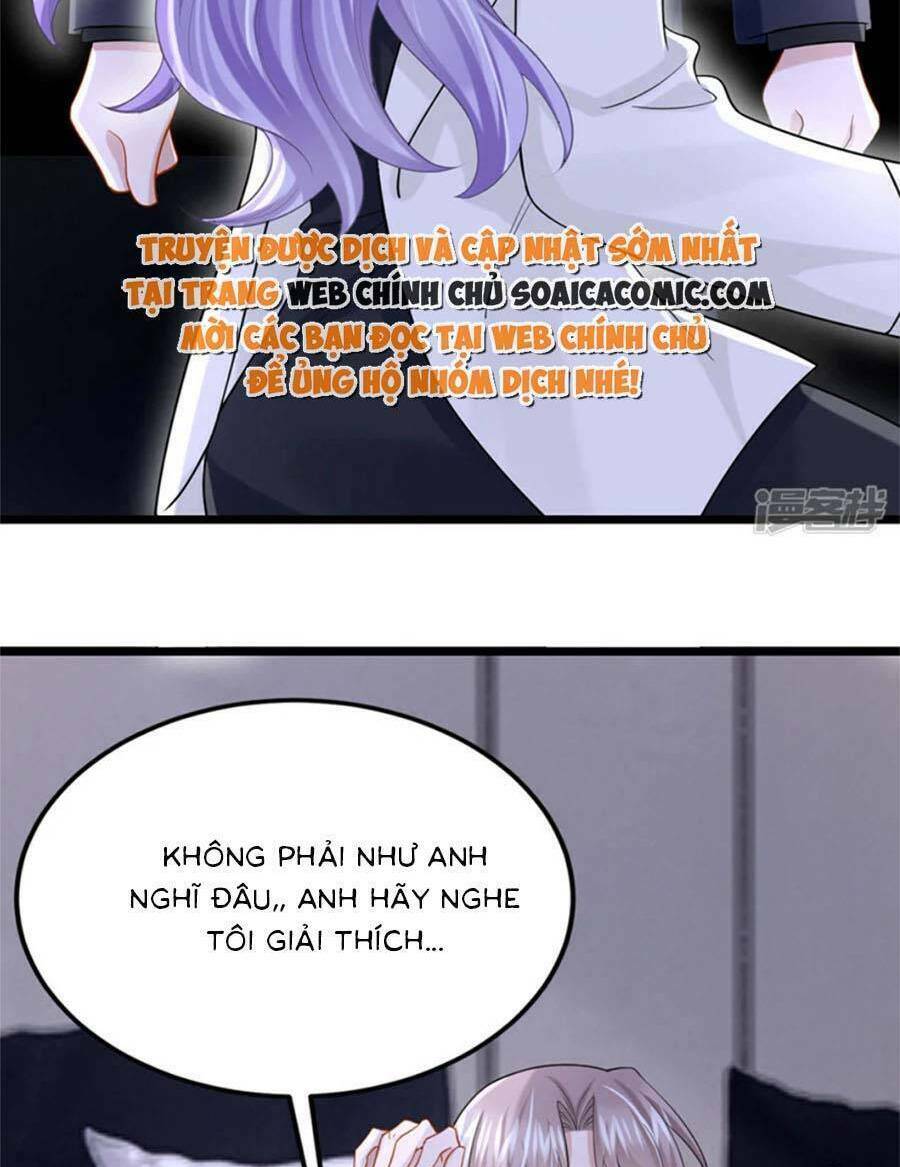 TRUYỆN ĐƯỢC DỊCH VÀ CẬP NHẬT SỚM NHẤT
TẠI TRANG WEB CHÍNH CHỦ SOAICACOMIC.COM
MỜI CÁC BẠN ĐỌC TẠI WEB CHÍNH CHỦ
ĐỂ ỦNG HỘ NHÓM DỊCH NHÉ!
漫客栈
KHÔNG PHẢI NHƯ ANH
NGHĨ ĐÂU,, ANH HÃY NGHE
TÔI GIẢI THÍCH...